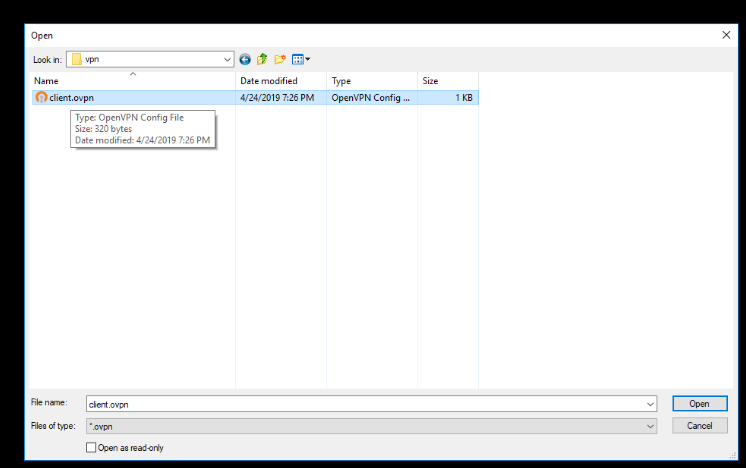 Open
Look in: vpn
Name Date modified Type Size
client.ovpn 4/24/2019 7:26 PM OpenVPN Config ... 1 KB
Type: OpenVPN Config File
Size: 320 bytes
Date modified: 4/24/2019 7:26 PM
File name: client.ovpn Open
Files of type: *.ovpn Cancel
Open as read-only